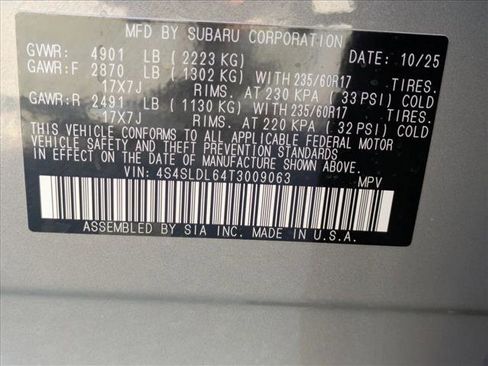 MFD BY SUBARU CORPORATION
GVWR: 4901 LB (2223 KG) DATE: 10/25
GAWR:F 2870 LB (1902 KG) WITH 235/60R17 TIRES.
17X7J RIMS. AT 230 KPA (33 PSI) COLD
GAWR:R 2491 LB (1130 KG) WITH 235/60R17 TIRES.
17X7J RIMS. AT 220 KPA (32 PSI) COLD
THIS VEHICLE CONFORMS TO ALL APPLICABLE FEDERAL MOTOR
VEHICLE SAFETY AND THEFT PREVENTION STANDARDS
IN EFFECT ON THE DATE OF MANUFACTURE SHOWN ABOVE.
VIN: 4S4SLDL64T3009063 MPV
ASSEMBLED BY SIA INC. MADE IN U.S.A.